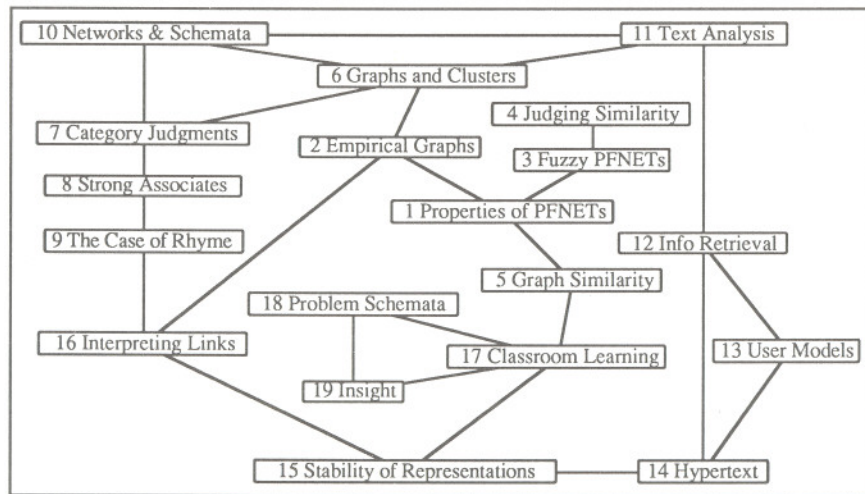 10 Networks & Schemata
11 Text Analysis
6 Graphs and Clusters
4 Judging Similarity
7 Category Judgments
2 Empirical Graphs
3 Fuzzy PFNETs
8 Strong Associates
1 Properties of PFNETs
9 The Case of Rhyme
12 Info Retrieval
5 Graph Similarity
18 Problem Schemata
16 Interpreting Links
17 Classroom Learning
13 User Models
19 Insight
15 Stability of Representations
14 Hypertext